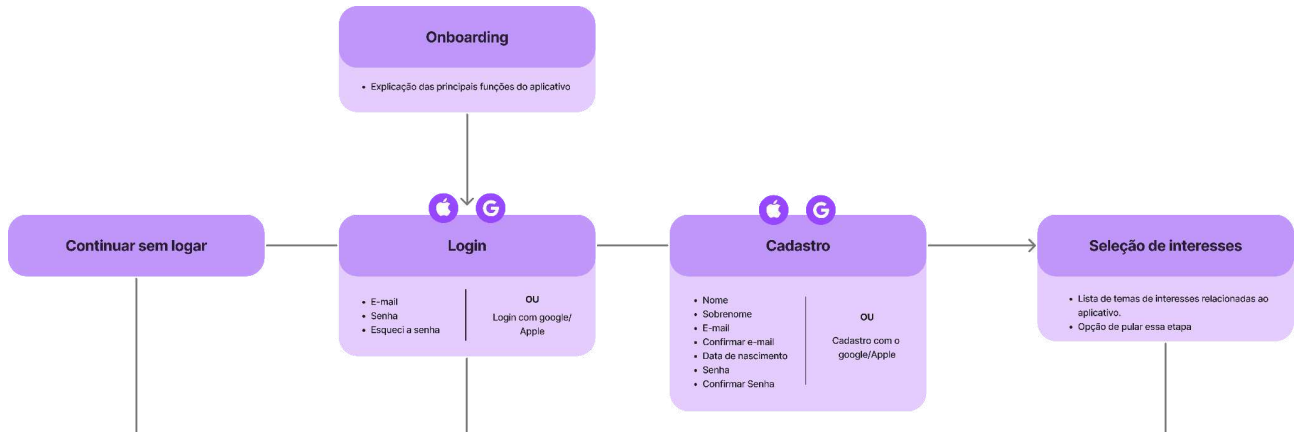 Onboarding
• Explicação das principais funções do aplicativo
Continuar sem logar
Login
• E-mail
• Senha
• Esqueci a senha
OU
Login com google/
Apple
Cadastro
• Nome
• Sobrenome
• E-mail
• Confirmar e-mail
• Data de nascimento
• Senha
• Confirmar Senha
OU
Cadastro com o
google/Apple
Seleção de interesses
• Lista de temas de interesses relacionadas ao
aplicativo.
• Opção de pular essa etapa